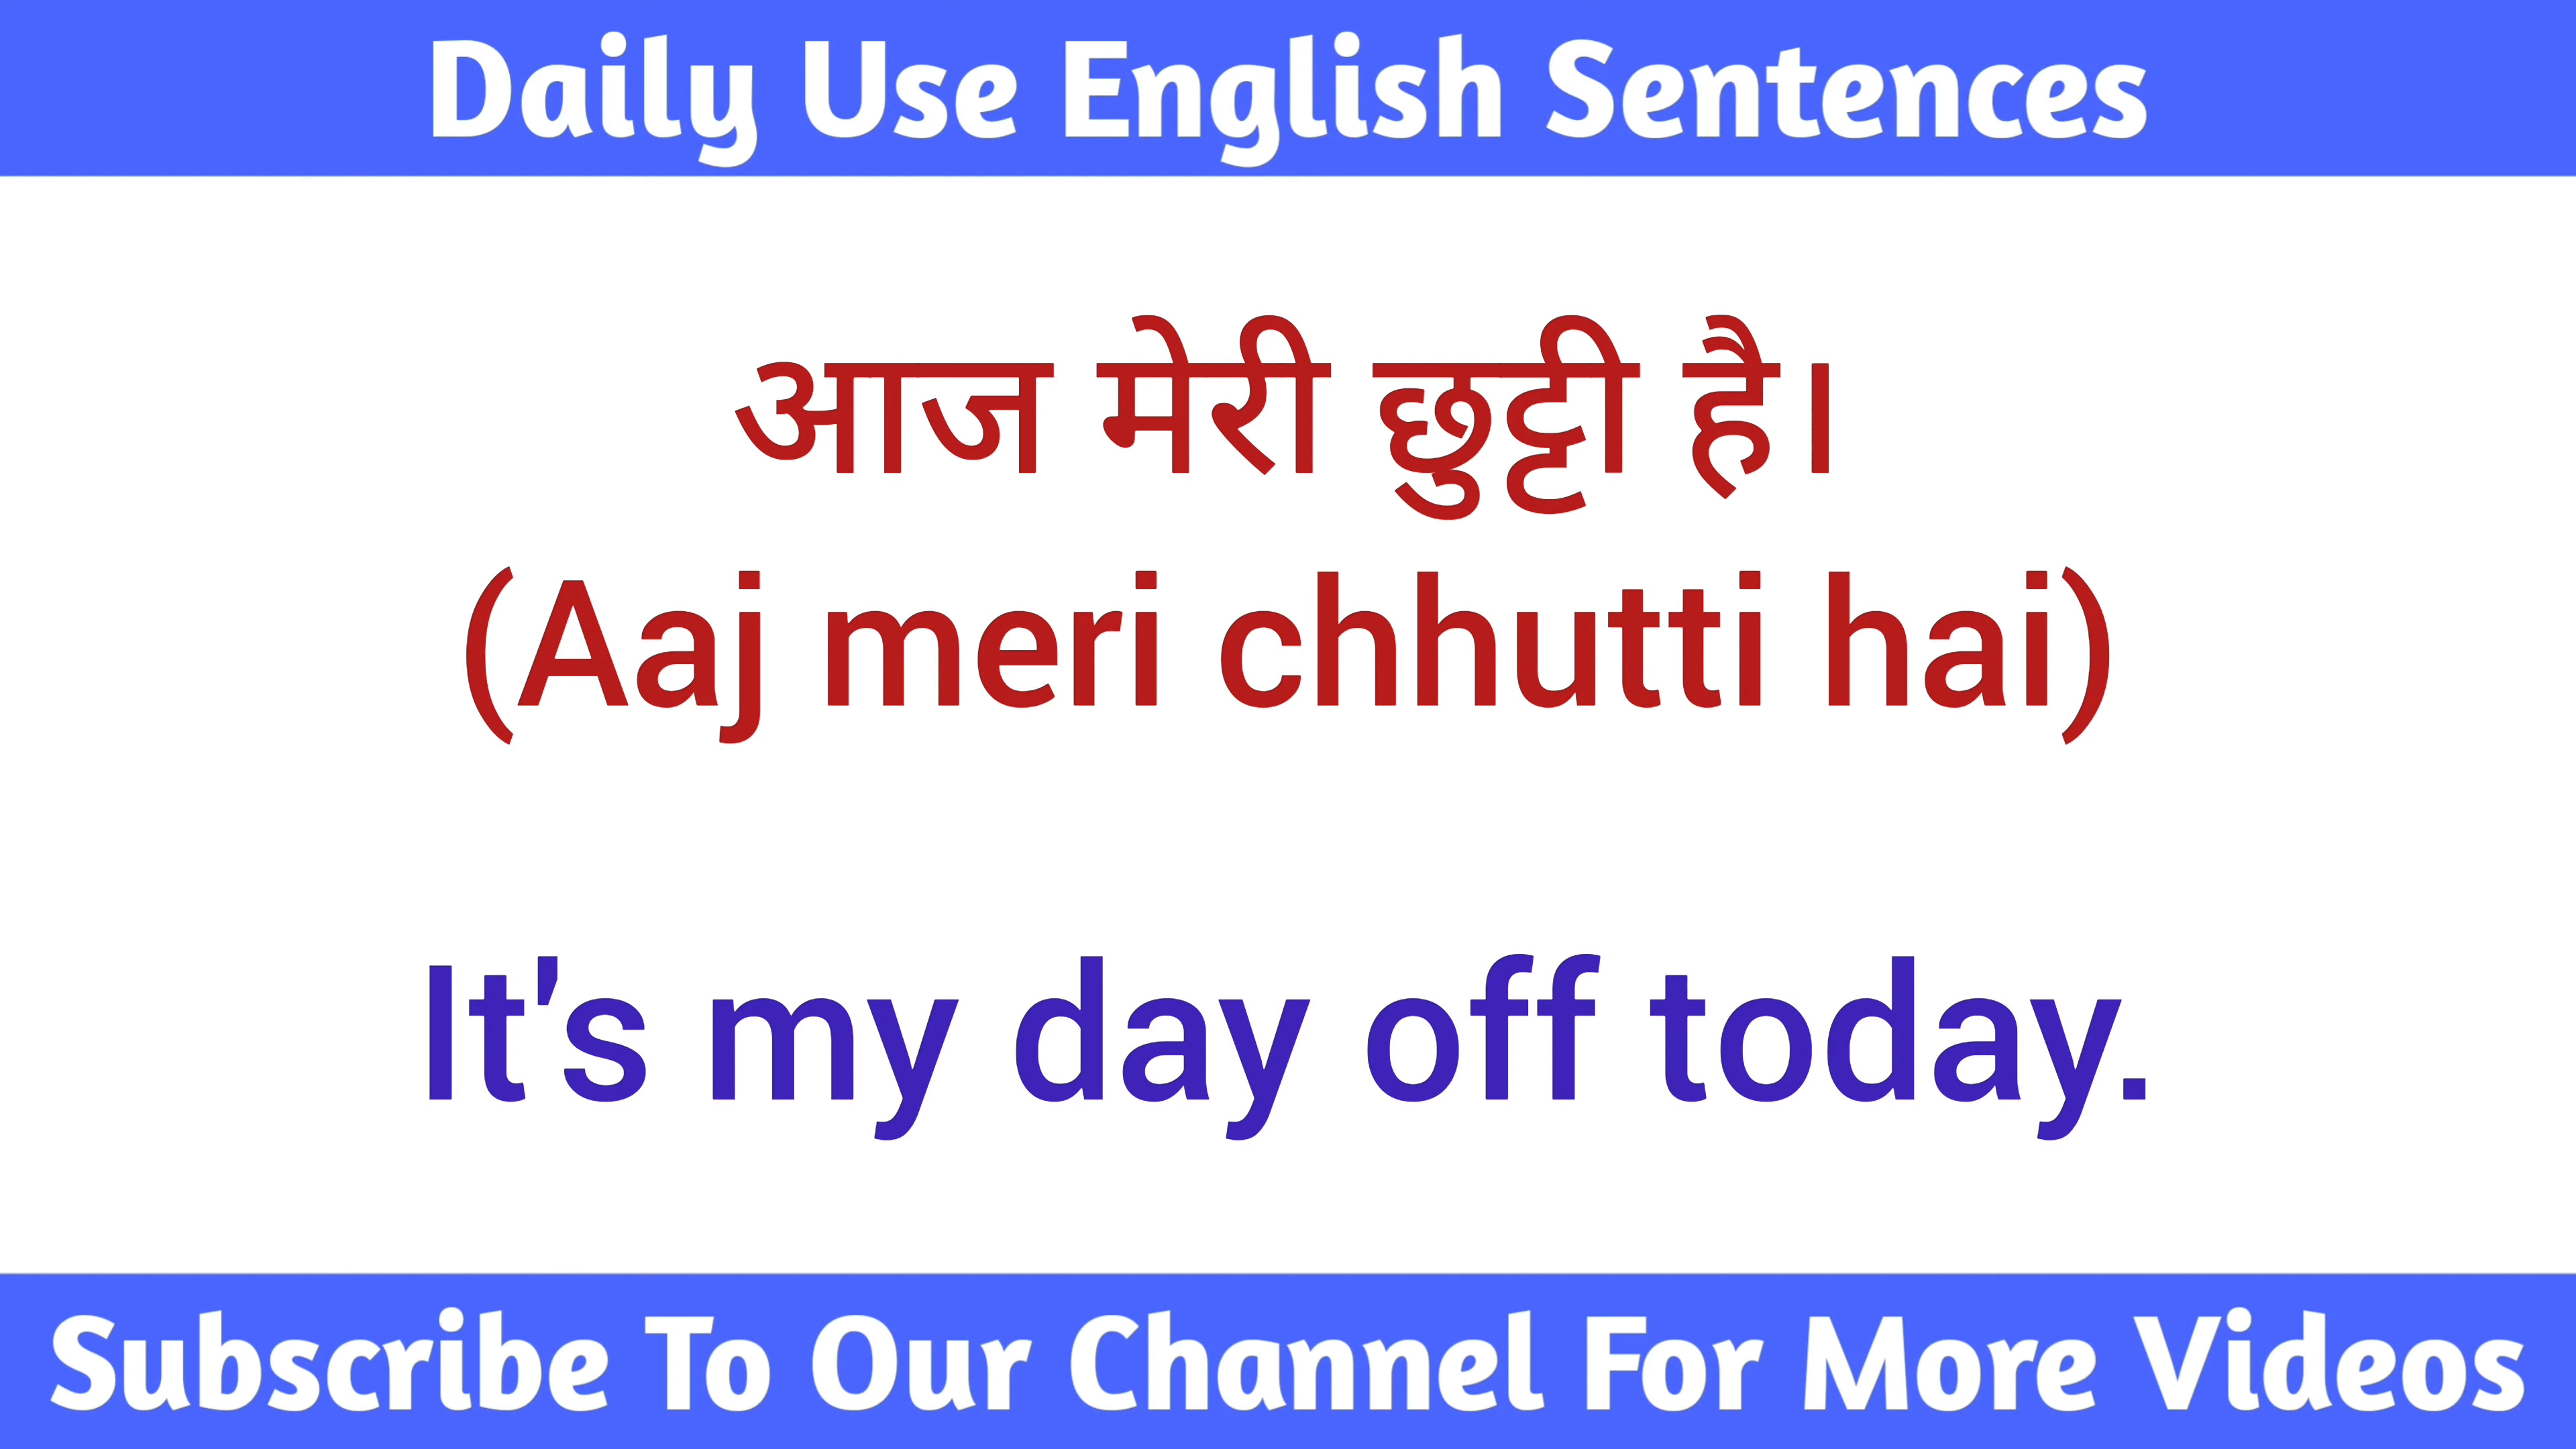 Daily Use English Sentences
आज मेरी छुट्टी है।
(Aaj meri chhutti hai)
It's my day off today.
Subscribe To Our Channel For More Videos